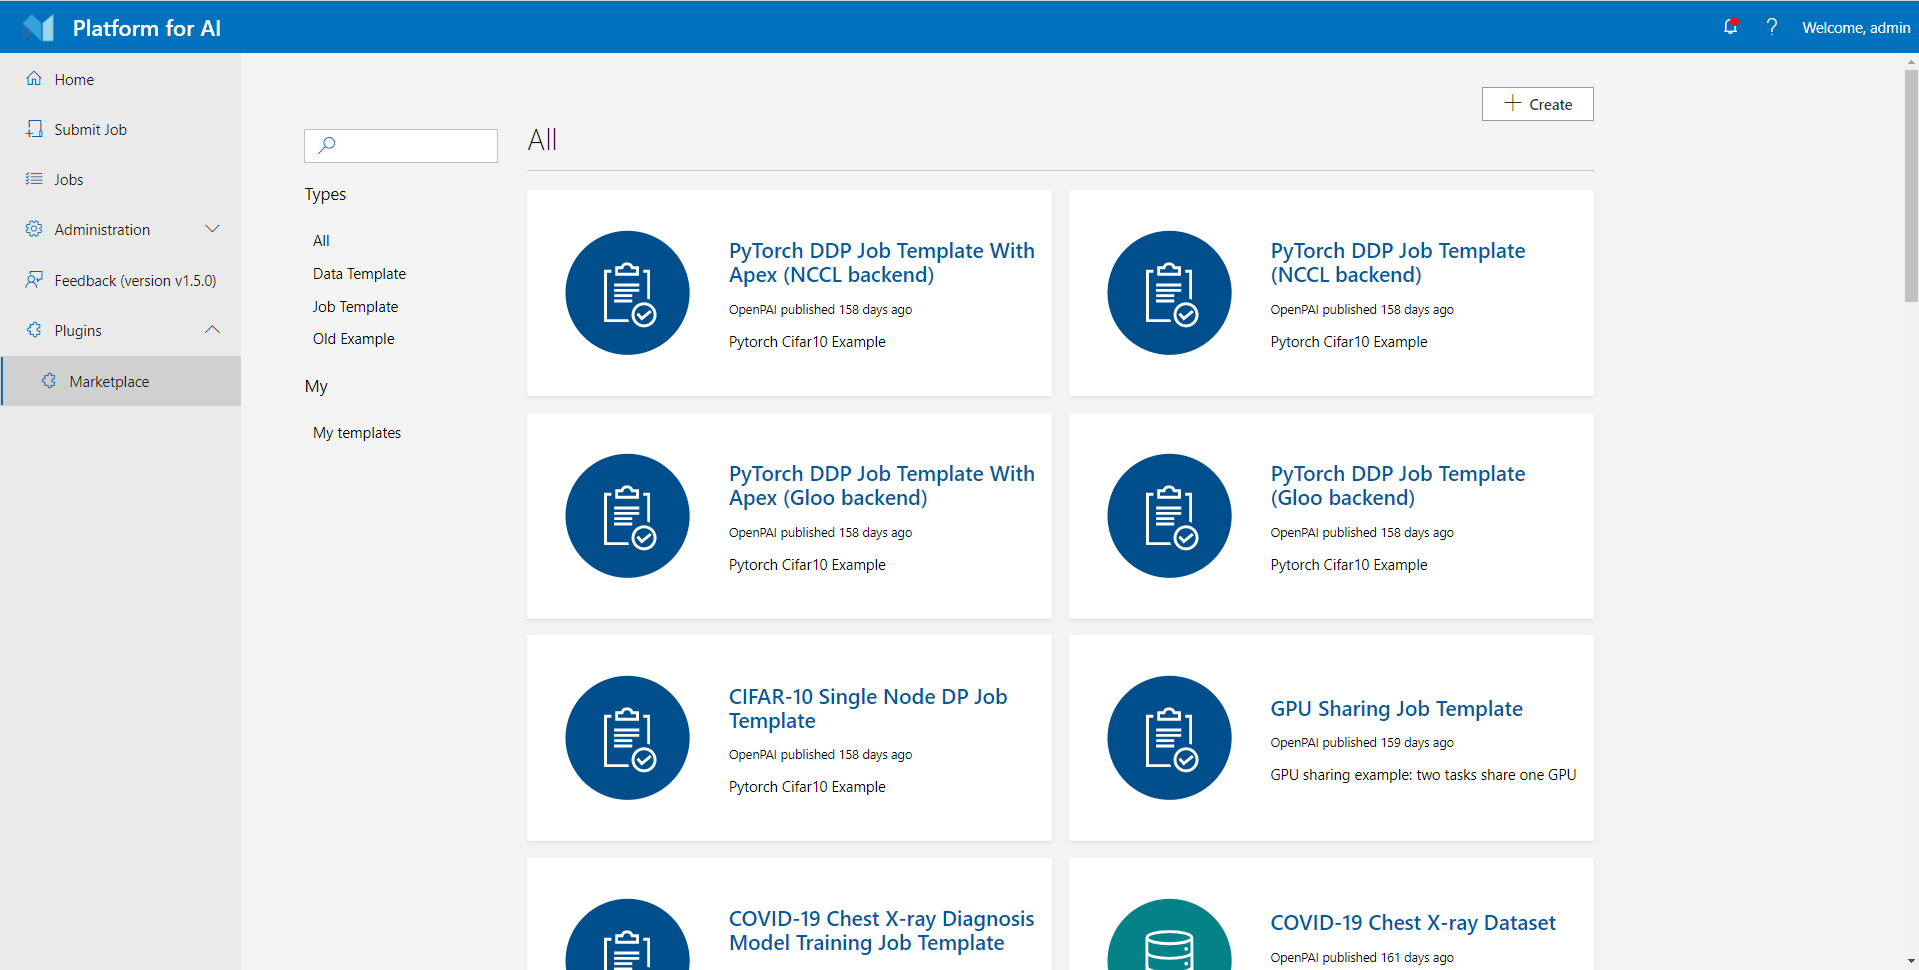 Platform for AI
?
Welcome, admin
Home
Submit Job
Jobs
Administration
Feedback (version v1.5.0)
Plugins
Marketplace
Types
All
Data Template
Job Template
Old Example
My
My templates
Create
All
PyTorch DDP Job Template With
Apex (NCCL backend)
OpenPAI published 158 days ago
Pytorch Cifar10 Example
PyTorch DDP Job Template
(NCCL backend)
OpenPAI published 158 days ago
Pytorch Cifar10 Example
PyTorch DDP Job Template With
Apex (Gloo backend)
OpenPAI published 158 days ago
Pytorch Cifar10 Example
PyTorch DDP Job Template
(Gloo backend)
OpenPAI published 158 days ago
Pytorch Cifar10 Example
CIFAR-10 Single Node DP Job
Template
OpenPAI published 158 days ago
Pytorch Cifar10 Example
GPU Sharing Job Template
OpenPAI published 159 days ago
GPU sharing example: two tasks share one GPU
COVID-19 Chest X-ray Diagnosis
Model Training Job Template
COVID-19 Chest X-ray Dataset
OpenPAI published 161 days ago